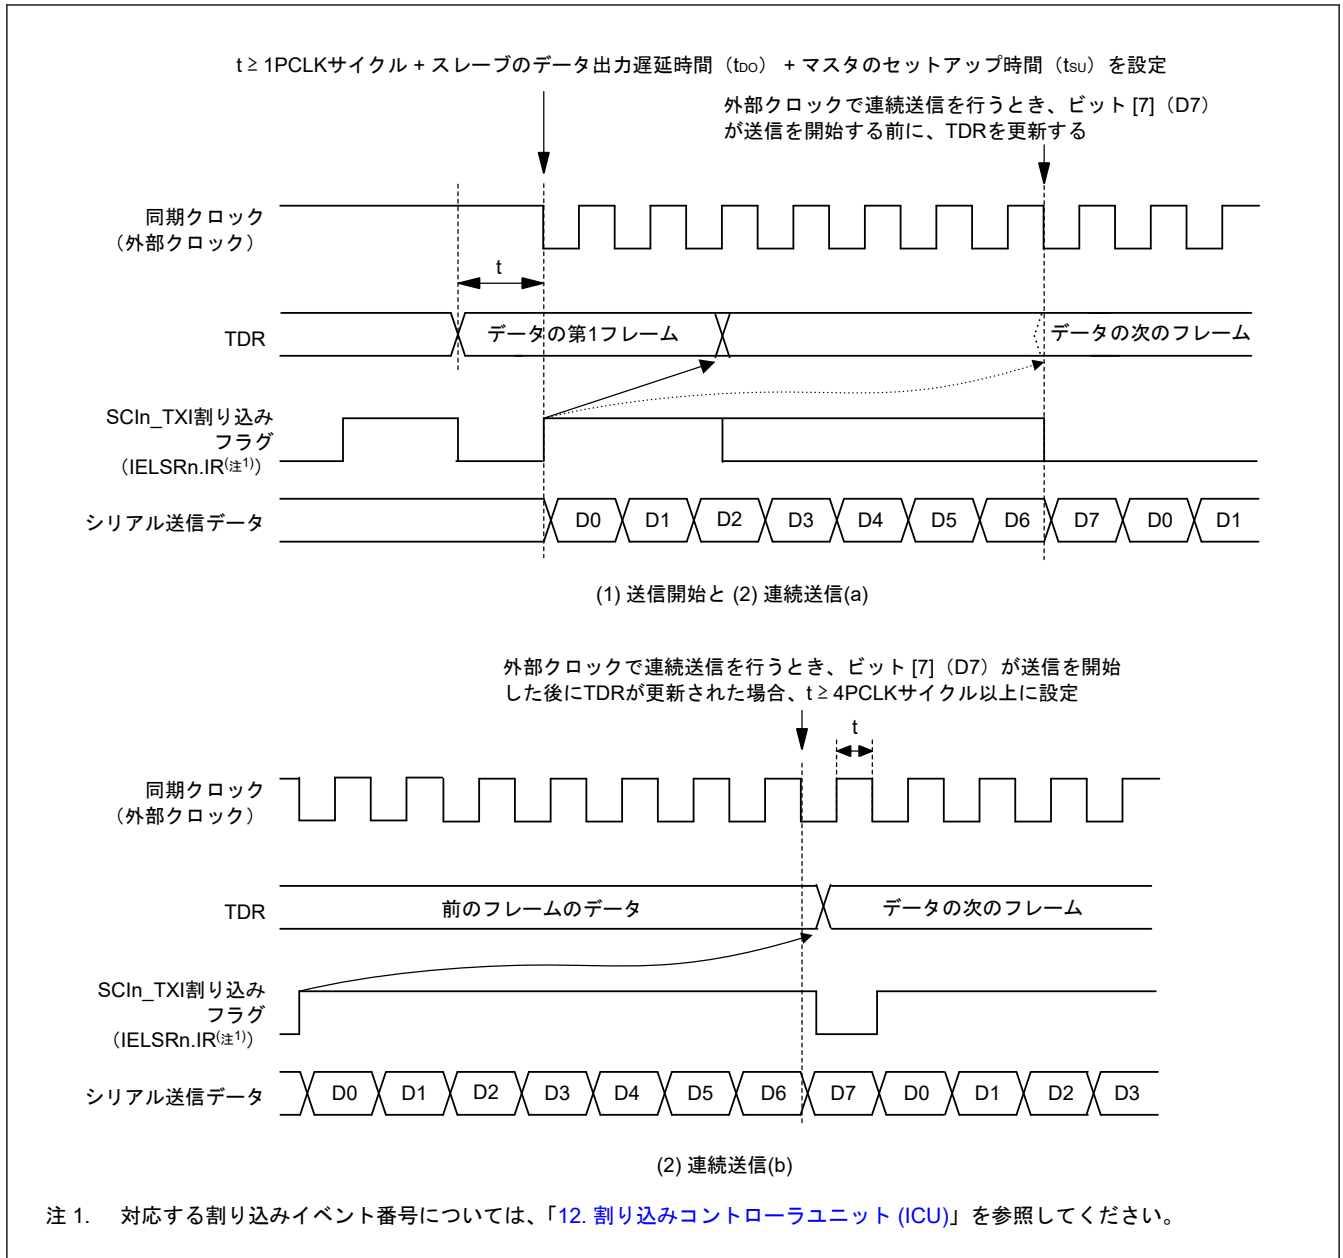 t ≥ 1PCLKサイクル + スレーブのデータ出力遅延時間（tDO） + マスタのセットアップ時間（tSU）を設定
外部クロックで連続送信を行うとき、ビット [7]（D7）
が送信を開始する前に、TDRを更新する
同期クロック
（外部クロック）
t
TDR
データの第1フレーム
データの次のフレーム
SCIn_TXI割り込み
フラグ
（IELSRn.IR(注1)）
シリアル送信データ
D0 D1 D2 D3 D4 D5 D6 D7 D0 D1
(1) 送信開始と (2) 連続送信(a)
外部クロックで連続送信を行うとき、ビット [7]（D7）が送信を開始
した後にTDRが更新された場合、t ≥ 4PCLKサイクル以上に設定
t
同期クロック
（外部クロック）
TDR
前のフレームのデータ
データの次のフレーム
SCIn_TXI割り込み
フラグ
（IELSRn.IR(注1)）
シリアル送信データ
D0 D1 D2 D3 D4 D5 D6 D7 D0 D1 D2 D3
(2) 連続送信(b)
注 1. 対応する割り込みイベント番号については、「12. 割り込みコントローラユニット (ICU)」を参照してください。